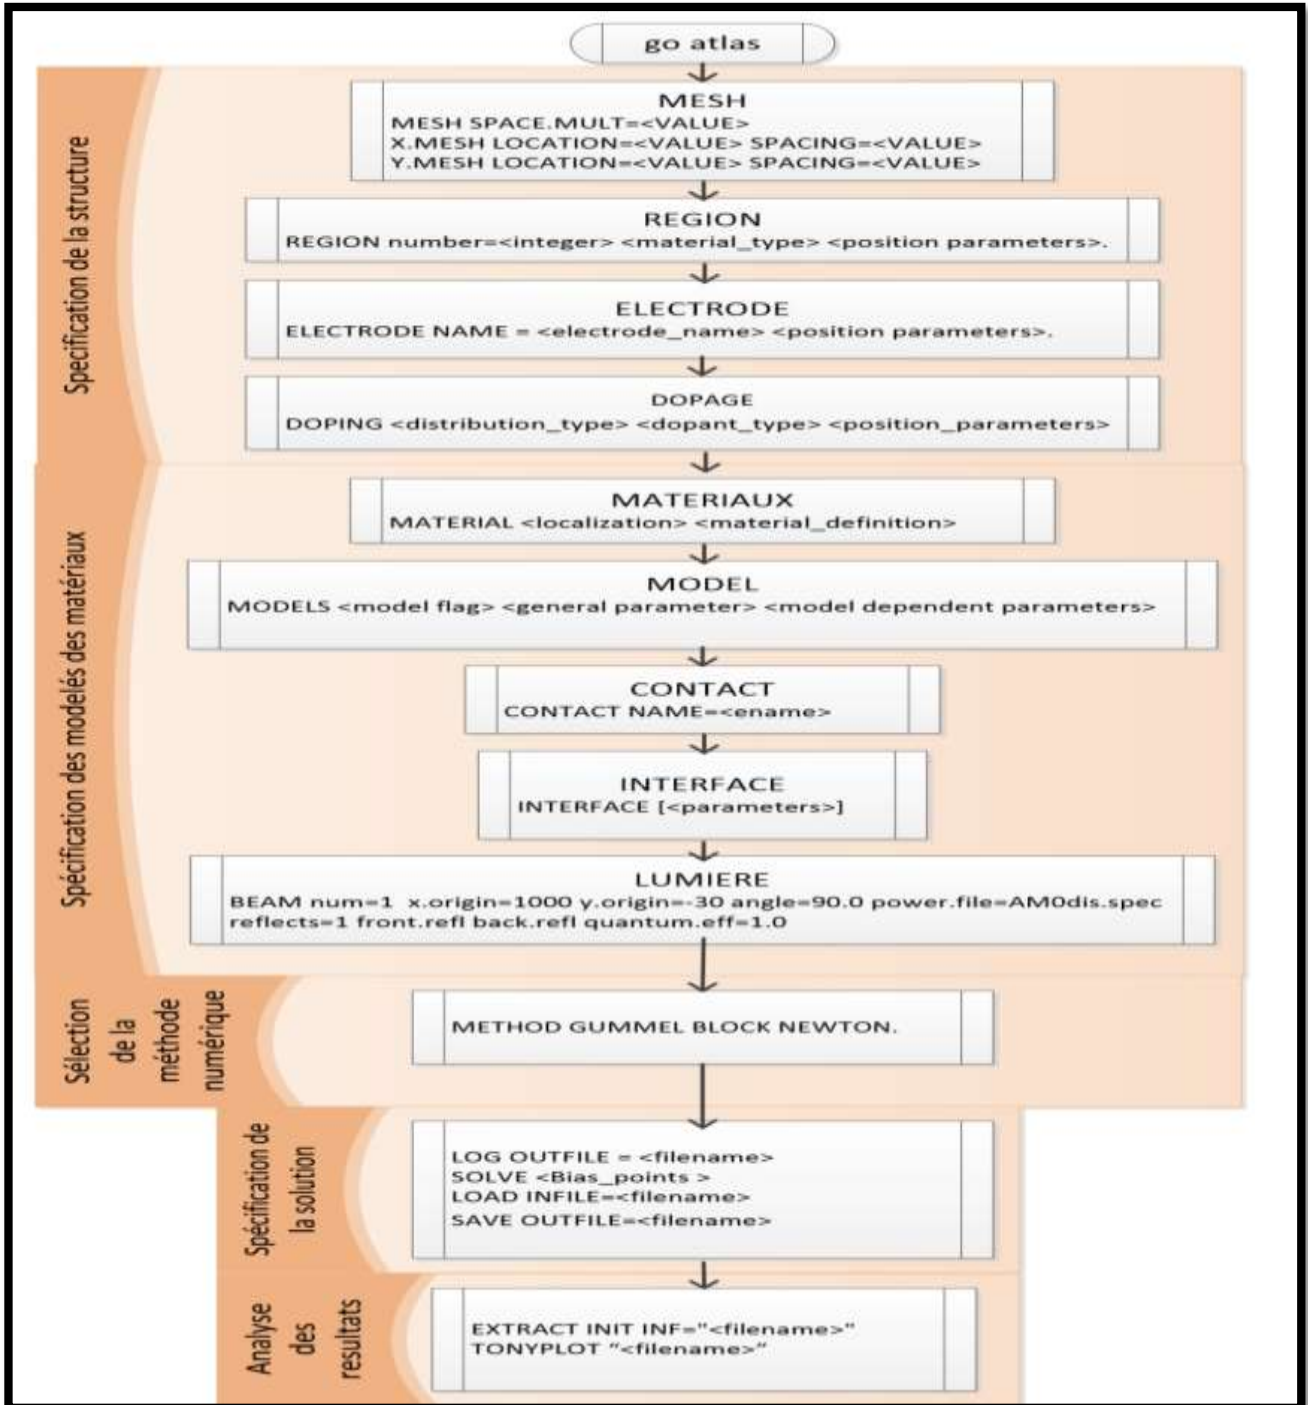 go atlas
Spécification de la structure
MESH
MESH SPACE.MULT=<VALUE>
X.MESH LOCATION=<VALUE> SPACING=<VALUE>
Y.MESH LOCATION=<VALUE> SPACING=<VALUE>
REGION
REGION number=<integer> <material_type> <position parameters>.
ELECTRODE
ELECTRODE NAME = <electrode_name> <position parameters>.
DOPAGE
DOPING <distribution_type> <dopant_type> <position_parameters>
Spécification des modelés des matériaux
MATERIAUX
MATERIAL <localization> <material_definition>
MODEL
MODELS <model flag> <general parameter> <model dependent parameters>
CONTACT
CONTACT NAME=<ename>
INTERFACE
INTERFACE [<parameters>]
LUMIERE
BEAM num=1 x.origin=1000 y.origin=-30 angle=90.0 power.file=AM0dis.spec
reflects=1 front.refl back.refl quantum.eff=1.0
Sélection
de la
méthode
numérique
METHOD GUMMEL BLOCK NEWTON.
Spécification de
la solution
LOG OUTFILE = <filename>
SOLVE <Bias_points >
LOAD INFILE=<filename>
SAVE OUTFILE=<filename>
Analyse
des
resultats
EXTRACT INIT INF="<filename>"
TONYPLOT "<filename>"